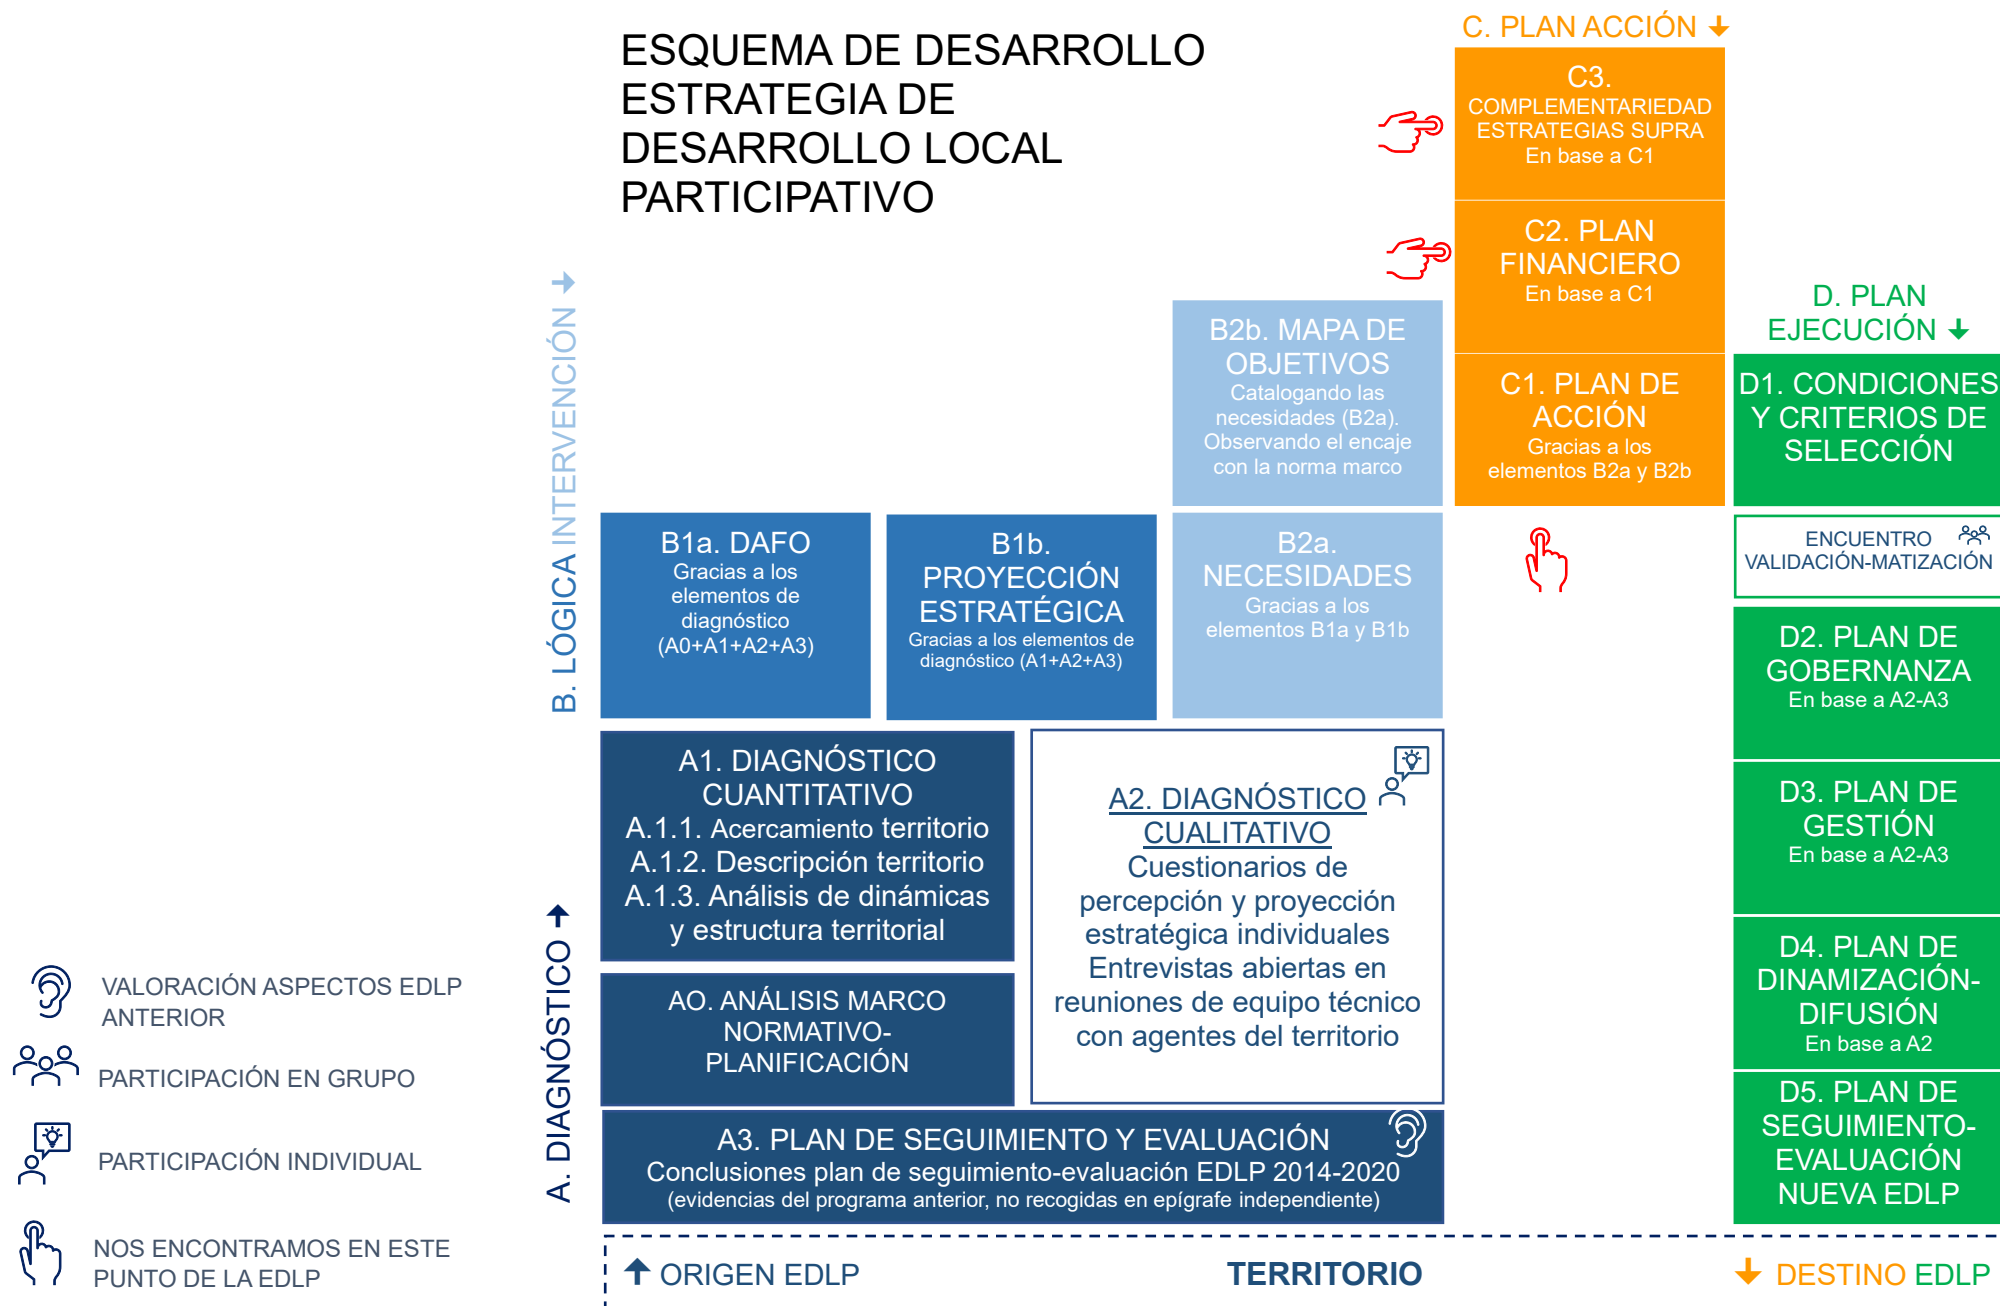 ESQUEMA DE DESARROLLO
ESTRATEGIA DE
DESARROLLO LOCAL
PARTICIPATIVO
C. PLAN ACCIÓN
C3.
COMPLEMENTARIEDAD
ESTRATEGIAS SUPRA
En base a C1
C2. PLAN
FINANCIERO
En base a C1
C1. PLAN DE
ACCIÓN
Gracias a los
elementos B2a y B2b
D. PLAN
EJECUCIÓN
D1. CONDICIONES
Y CRITERIOS DE
SELECCIÓN
ENCUENTRO
VALIDACIÓN-MATIZACIÓN
D2. PLAN DE
GOBERNANZA
En base a A2-A3
D3. PLAN DE
GESTIÓN
En base a A2-A3
D4. PLAN DE
DINAMIZACIÓN-
DIFUSIÓN
En base a A2
D5. PLAN DE
SEGUIMIENTO-
EVALUACIÓN
NUEVA EDLP
B. LÓGICA INTERVENCIÓN
B2b. MAPA DE
OBJETIVOS
Catalogando las
necesidades (B2a).
Observando el encaje
con la norma marco
B1a. DAFO
Gracias a los
elementos de
diagnóstico
(A0+A1+A2+A3)
B1b.
PROYECCIÓN
ESTRATÉGICA
Gracias a los elementos de
diagnóstico (A1+A2+A3)
B2a.
NECESIDADES
Gracias a los
elementos B1a y B1b
A. DIAGNÓSTICO
A1. DIAGNÓSTICO
CUANTITATIVO
A.1.1. Acercamiento territorio
A.1.2. Descripción territorio
A.1.3. Análisis de dinámicas
y estructura territorial
A2. DIAGNÓSTICO
CUALITATIVO
Cuestionarios de
percepción y proyección
estratégica individuales
Entrevistas abiertas en
reuniones de equipo técnico
con agentes del territorio
AO. ANÁLISIS MARCO
NORMATIVO-
PLANIFICACIÓN
A3. PLAN DE SEGUIMIENTO Y EVALUACIÓN
Conclusiones plan de seguimiento-evaluación EDLP 2014-2020
(evidencias del programa anterior, no recogidas en epígrafe independiente)
VALORACIÓN ASPECTOS EDLP
ANTERIOR
PARTICIPACIÓN EN GRUPO
PARTICIPACIÓN INDIVIDUAL
NOS ENCONTRAMOS EN ESTE
PUNTO DE LA EDLP
ORIGEN EDLP
TERRITORIO
DESTINO EDLP